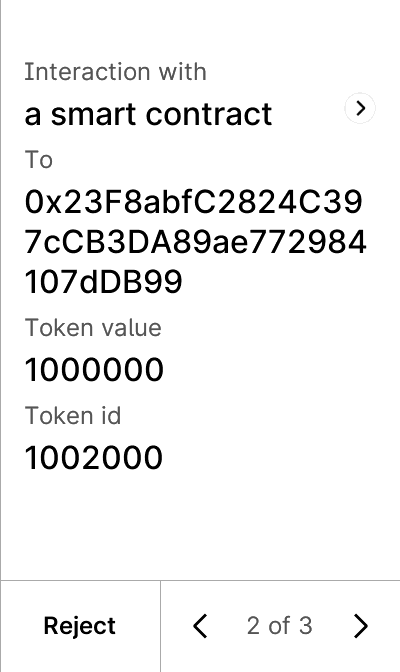 Interaction with
a smart contract
To
0x23F8abfC2824C39
7cCB3DA89ae772984
107dDB99
Token value
1000000
Token id
1002000
Reject
2 of 3